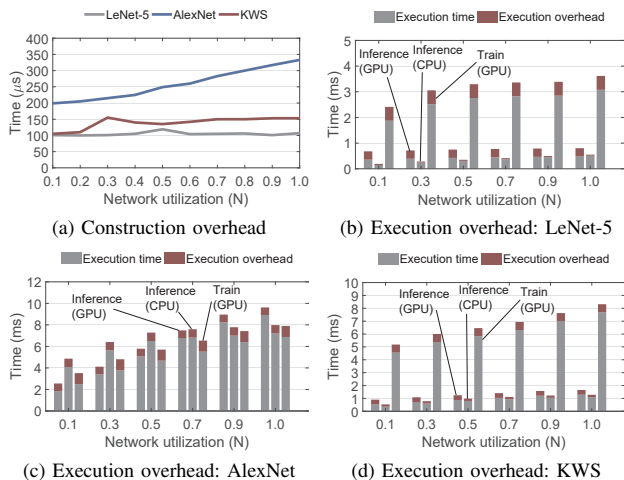 LeNet-5 AlexNet KWS
400
350
300
250
200
150
100
50
0
Time (μs)
0.1 0.2 0.3 0.4 0.5 0.6 0.7 0.8 0.9 1.0
Network utilization (N)
(a) Construction overhead
Execution time Execution overhead
5
4
3
2
1
0
Time (ms)
Inference
(GPU)
Inference
(CPU)
Train
(GPU)
0.1 0.3 0.5 0.7 0.9 1.0
Network utilization (N)
(b) Execution overhead: LeNet-5
Execution time Execution overhead
12
10
8
6
4
2
0
Time (ms)
Inference
(GPU)
Inference
(CPU)
Train
(GPU)
0.1 0.3 0.5 0.7 0.9 1.0
Network utilization (N)
(c) Execution overhead: AlexNet
Execution time Execution overhead
10
9
8
7
6
5
4
3
2
1
0
Time (ms)
Inference
(GPU)
Inference
(CPU)
Train
(GPU)
0.1 0.3 0.5 0.7 0.9 1.0
Network utilization (N)
(d) Execution overhead: KWS